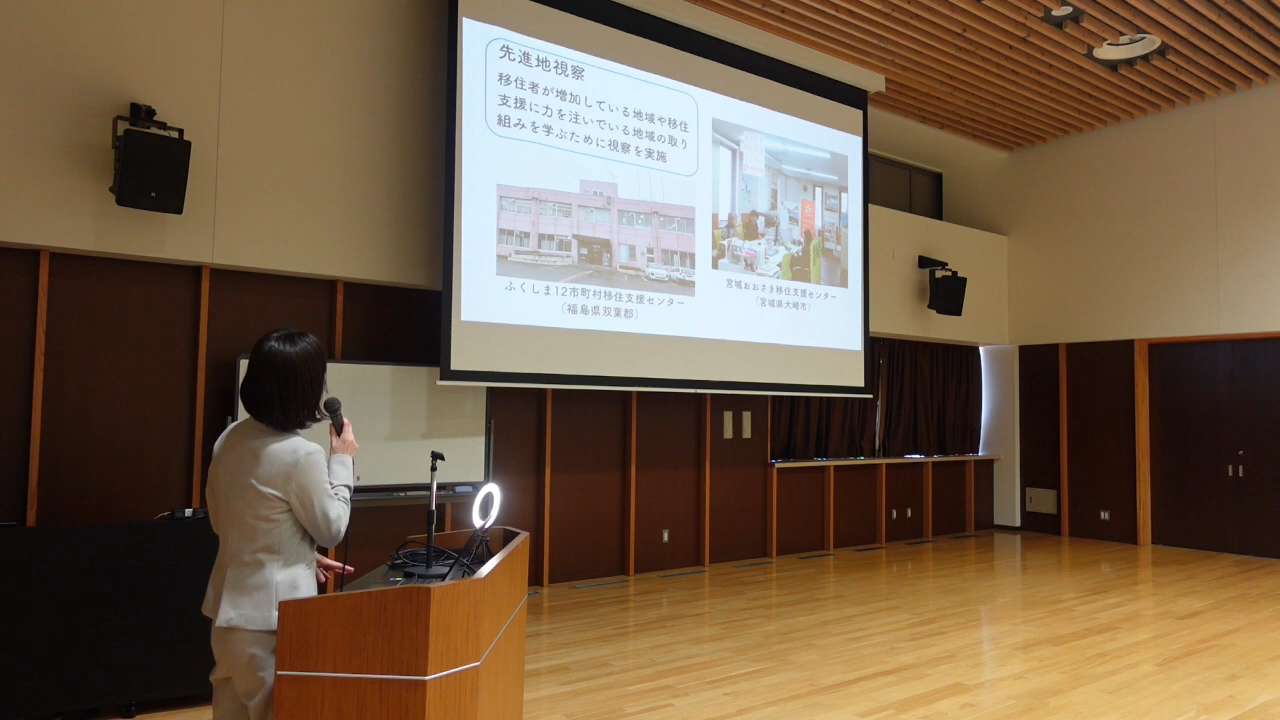 先進地視察
移住者が増加している地域や移住
支援に力を注いでいる地域の取り
組みを学ぶために視察を実施
ふくしま12市町村移住支援センター
（福島県双葉郡）
宮城おおさき移住支援センター
（宮城県大崎市）